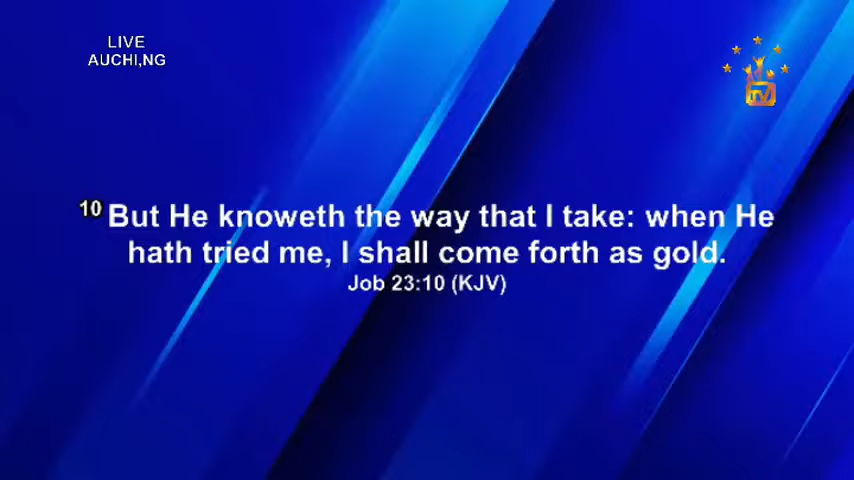 LIVE
AUCHI,NG
TV
10 But He knoweth the way that I take: when He
hath tried me, I shall come forth as gold.
Job 23:10 (KJV)